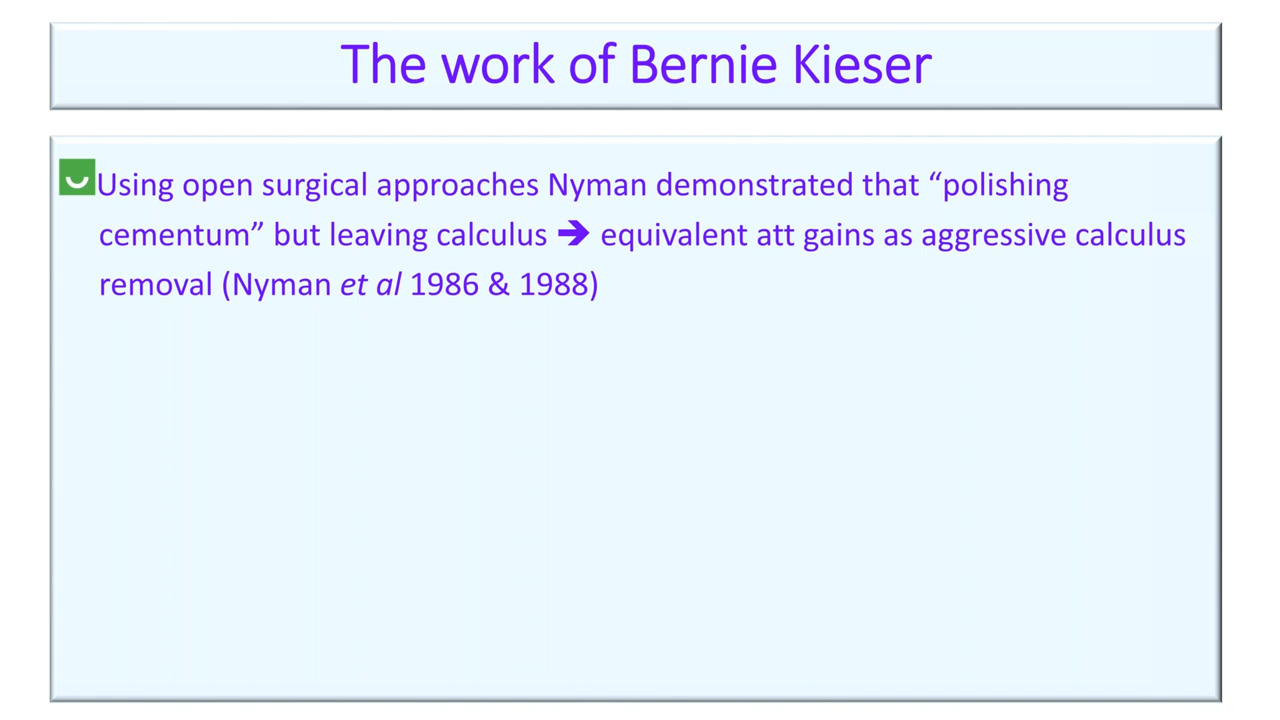 The work of Bernie Kieser
Using open surgical approaches Nyman demonstrated that “polishing
cementum” but leaving calculus ➔ equivalent att gains as aggressive calculus
removal (Nyman et al 1986 & 1988)